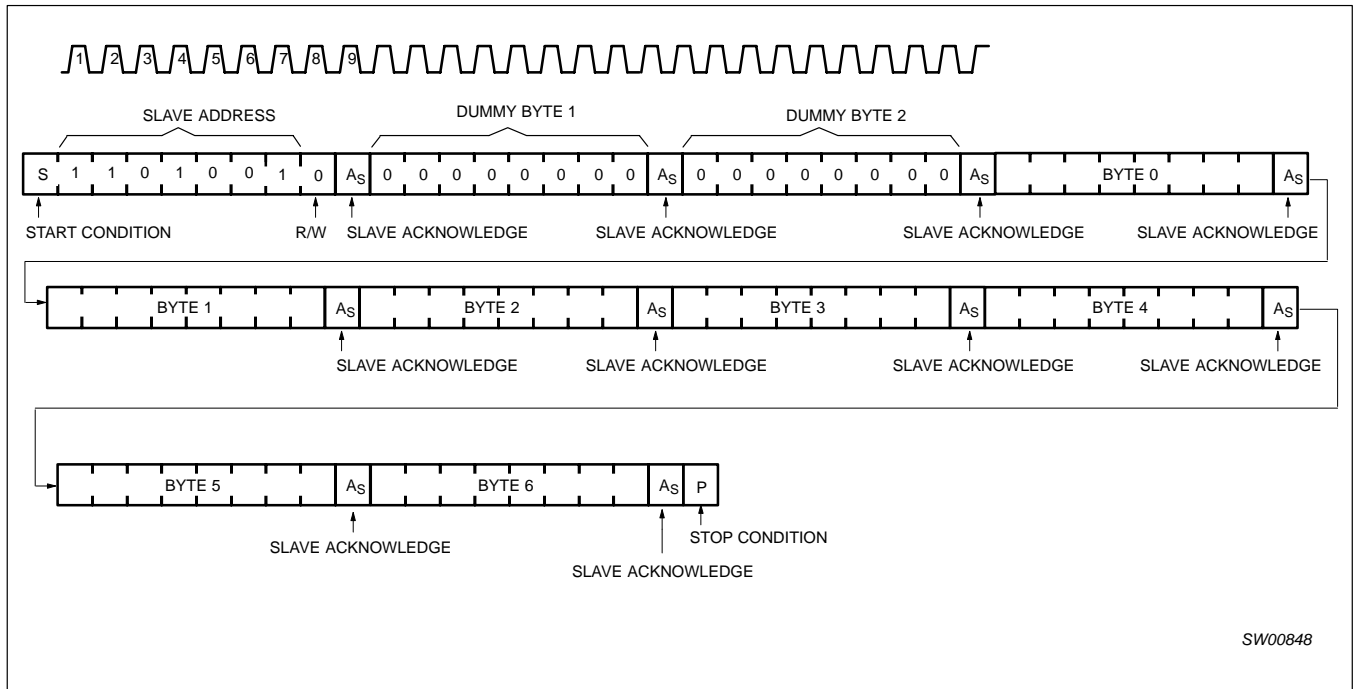 1 2 3 4 5 6 7 8 9
SLAVE ADDRESS DUMMY BYTE 1 DUMMY BYTE 2
S 1 1 0 1 0 0 1 0 AS 0 0 0 0 0 0 0 0 AS 0 0 0 0 0 0 0 0 AS BYTE 0 AS
START CONDITION R/W SLAVE ACKNOWLEDGE SLAVE ACKNOWLEDGE SLAVE ACKNOWLEDGE SLAVE ACKNOWLEDGE
BYTE 1 AS BYTE 2 AS BYTE 3 AS BYTE 4 AS
SLAVE ACKNOWLEDGE SLAVE ACKNOWLEDGE SLAVE ACKNOWLEDGE SLAVE ACKNOWLEDGE
BYTE 5 AS BYTE 6 AS P
SLAVE ACKNOWLEDGE STOP CONDITION
SLAVE ACKNOWLEDGE
SW00848